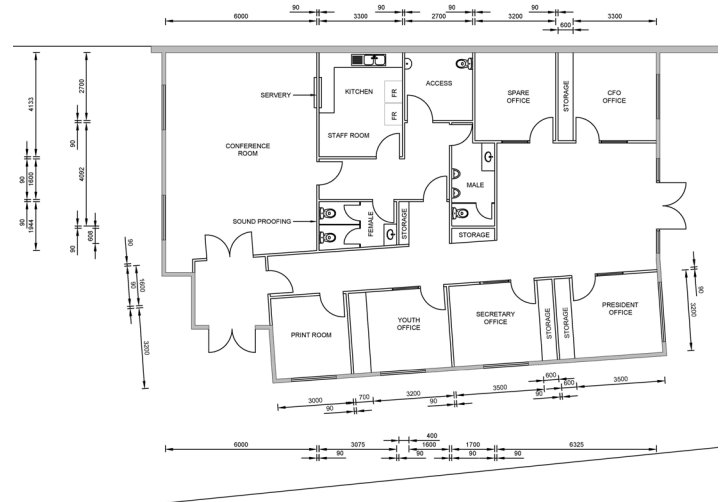 90
90
90
90
6000
3300
2700
3200
600
3300
4133
90
1600
90
1944
2700
90
4092
90
608
KITCHEN
FR
FR
ACCESS
SPARE
OFFICE
STORAGE
CFO
OFFICE
SERVERY
STAFF ROOM
CONFERENCE
ROOM
MALE
SOUND PROOFING
FEMALE
STORAGE
STORAGE
90
1600
90
3200
PRINT ROOM
YOUTH
OFFICE
SECRETARY
OFFICE
STORAGE
STORAGE
PRESIDENT
OFFICE
90
3200
3000
700
3200
3500
600
600
3500
90
90
90
400
6000
3075
1600
1700
6325
90
90
90
90